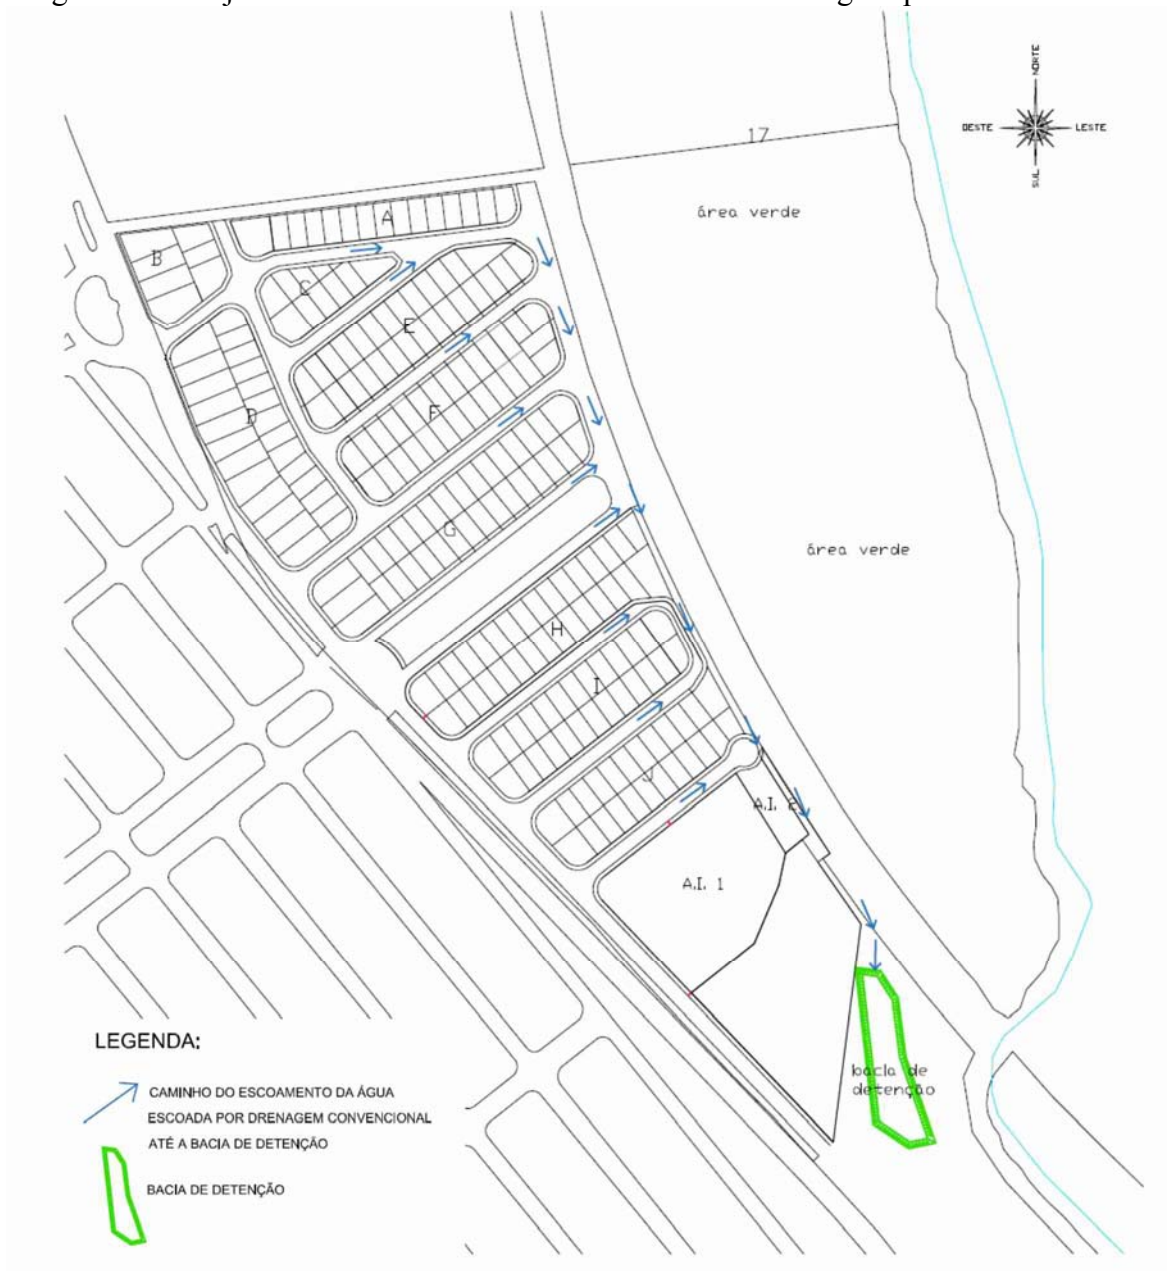 NORTE
OESTE
LESTE
SUL
17
área verde
A
B
C
E
D
F
G
área verde
H
I
J
A.I. 2
A.I. 1
bacia de
detenção
LEGENDA:
CAMINHO DO ESCOAMENTO DA ÁGUA
ESCOADA POR DRENAGEM CONVENCIONAL
ATÉ A BACIA DE DETENÇÃO
BACIA DE DETENÇÃO